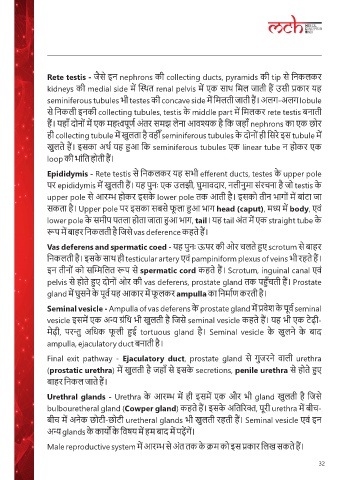 mch
Rete testis - जैसे इन nephrons की collecting ducts, pyramids की tip से निकलकर
kidneys की medial side में स्थित renal pelvis में एक साथ मिल जाती हैं उसी प्रकार यह
seminiferous tubules भी testes की concave side में मिलती जाती हैं। अलग-अलग lobule
से निकली इनकी collecting tubules, testis के middle part में मिलकर rete testis बनाती
हैं। यहाँ दोनों में एक महत्वपूर्ण अंतर समझ लेना आवश्यक है कि जहाँ nephrons का एक छोर
ही collecting tubule में खुलता है वहीं seminiferous tubules के दोनों ही सिरे इस tubule में
खुलते हैं। इसका अर्थ यह हुआ कि seminiferous tubules एक linear tube न होकर एक
loop की भांति होती हैं।
Epididymis - Rete testis से निकलकर यह सभी efferent ducts, testes के upper pole
पर epididymis में खुलती हैं। यह पुनः एक उलझी, घुमावदार, नलीनुमा संरचना है जो testis के
upper pole से आरम्भ होकर इसके lower pole तक आती है। इसको तीन भागों में बांटा जा
सकता है। Upper pole पर इसका सबसे फूला हुआ भाग head (caput), मध्य में body, एवं
lower pole के समीप पतला होता जाता हुआ भाग, tail। यह tail अंत में एक straight tube के
रूप में बाहर निकलती है जिसे vas deference कहते हैं।
Vas deferens and spermatic coed - यह पुनः ऊपर की ओर चलते हुए scrotum से बाहर
निकलती है। इसके साथ ही testicular artery एवं pampiniform plexus of veins भी रहते हैं।
इन तीनों को सम्मिलित रूप से spermatic cord कहते हैं। Scrotum, inguinal canal एवं
pelvis से होते हुए दोनों ओर की vas deferens, prostate gland तक पहुँचती हैं। Prostate
gland में घुसने के पूर्व यह आकार में फूलकर ampulla का निर्माण करती है।
Seminal vesicle - Ampulla of vas deferens के prostate gland में प्रवेश के पूर्व seminal
vesicle इसमें एक अन्य ग्रंथि भी खुलती है जिसे seminal vesicle कहते हैं। यह भी एक टेढ़ी-
मेढ़ी, परन्तु अधिक फूली हुई tortuous gland है। Seminal vesicle के खुलने के बाद
ampulla, ejaculatory duct बनाती है।
Final exit pathway - Ejaculatory duct, prostate gland से गुजरने वाली urethra
(prostatic urethra) में खुलती है जहाँ से इसके secretions, penile urethra से होते हुए
बाहर निकल जाते हैं।
Urethral glands - Urethra के आरम्भ में ही इसमें एक और भी gland खुलती है जिसे
bulbouretheral gland (Cowper gland) कहते हैं। इसके अतिरिक्त, पूरी urethra में बीच-
बीच में अनेक छोटी-छोटी uretheral glands भी खुलती रहती हैं। Seminal vesicle एवं इन
अन्य glands के कार्यों के विषय में हम बाद में पढ़ेंगें।
Male reproductive system में आरम्भ से अंत तक के क्रम को इस प्रकार लिख सकते हैं।
32